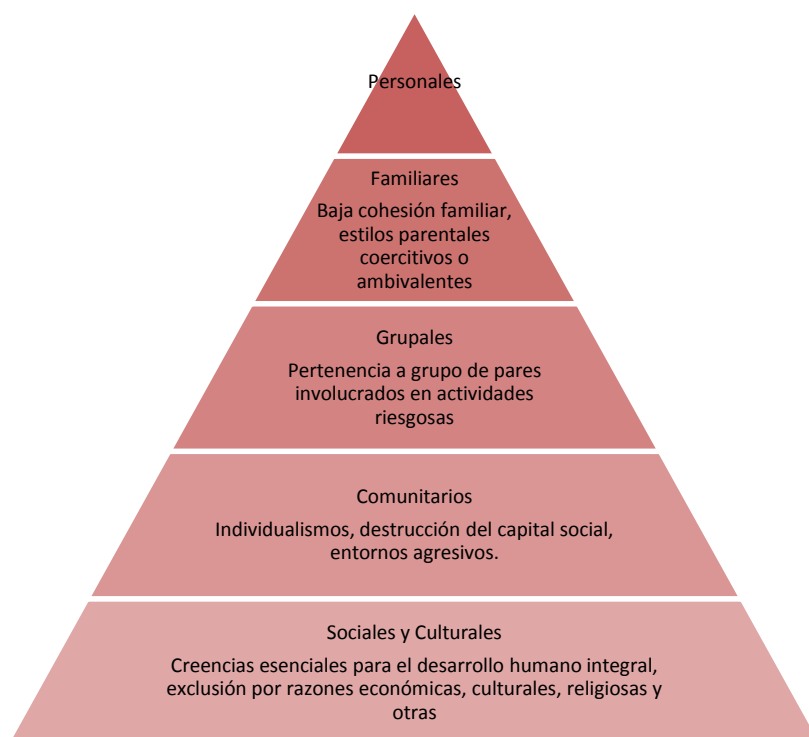 Personales
Familiares
Baja cohesión familiar,
estilos parentales
coercitivos o
ambivalentes
Grupales
Pertenencia a grupo de pares
involucrados en actividades
riesgosas
Comunitarios
Individualismos, destrucción del capital social,
entornos agresivos.
Sociales y Culturales
Creencias esenciales para el desarrollo humano integral,
exclusión por razones económicas, culturales, religiosas y
otras